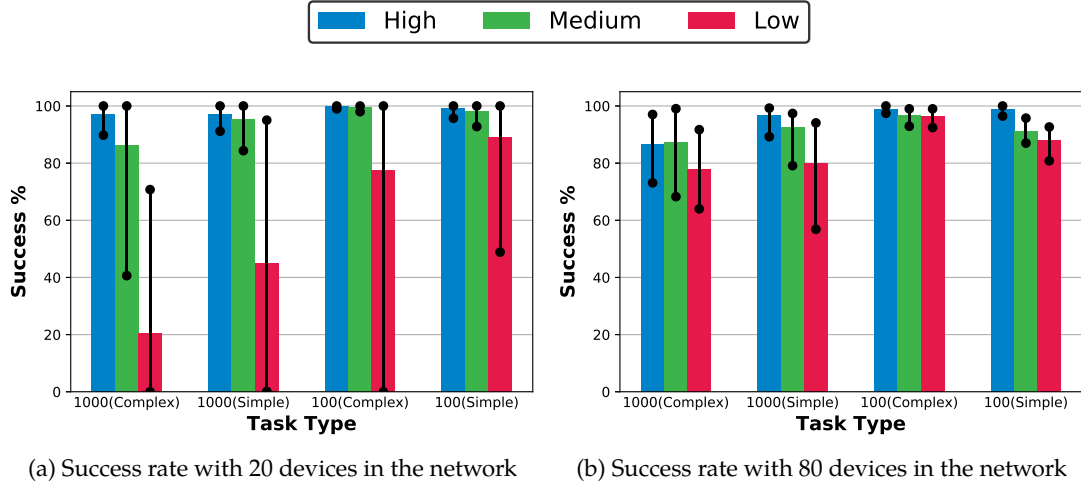 High Medium Low
100
80
60
40
20
0
Success %
1000(Complex) 1000(Simple) 100(Complex) 100(Simple)
Task Type
(a) Success rate with 20 devices in the network
100
80
60
40
20
0
Success %
1000(Complex) 1000(Simple) 100(Complex) 100(Simple)
Task Type
(b) Success rate with 80 devices in the network